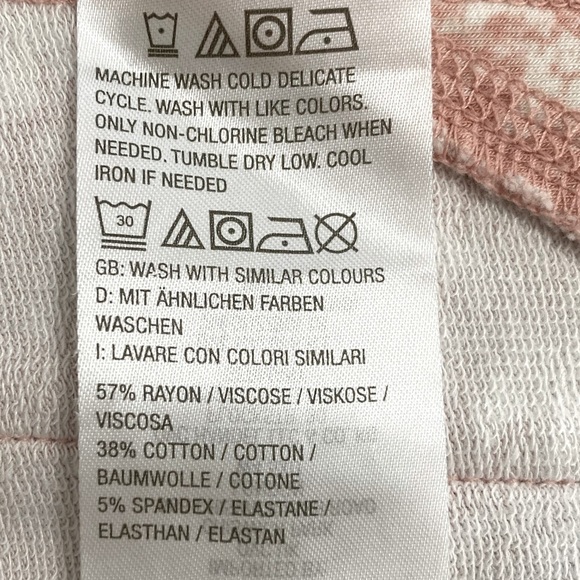 MACHINE WASH COLD DELICATE
CYCLE. WASH WITH LIKE COLORS.
ONLY NON-CHLORINE BLEACH WHEN
NEEDED. TUMBLE DRY LOW. COOL
IRON IF NEEDED
30
GB: WASH WITH SIMILAR COLOURS
D: MIT ÄHNLICHEN FARBEN
WASCHEN
I: LAVARE CON COLORI SIMILARI
57% RAYON / VISCOSE / VISKOSE /
VISCOSA
38% COTTON / COTTON /
BAUMWOLLE / COTONE
5% SPANDEX / ELASTANE /
ELASTHAN / ELASTAN